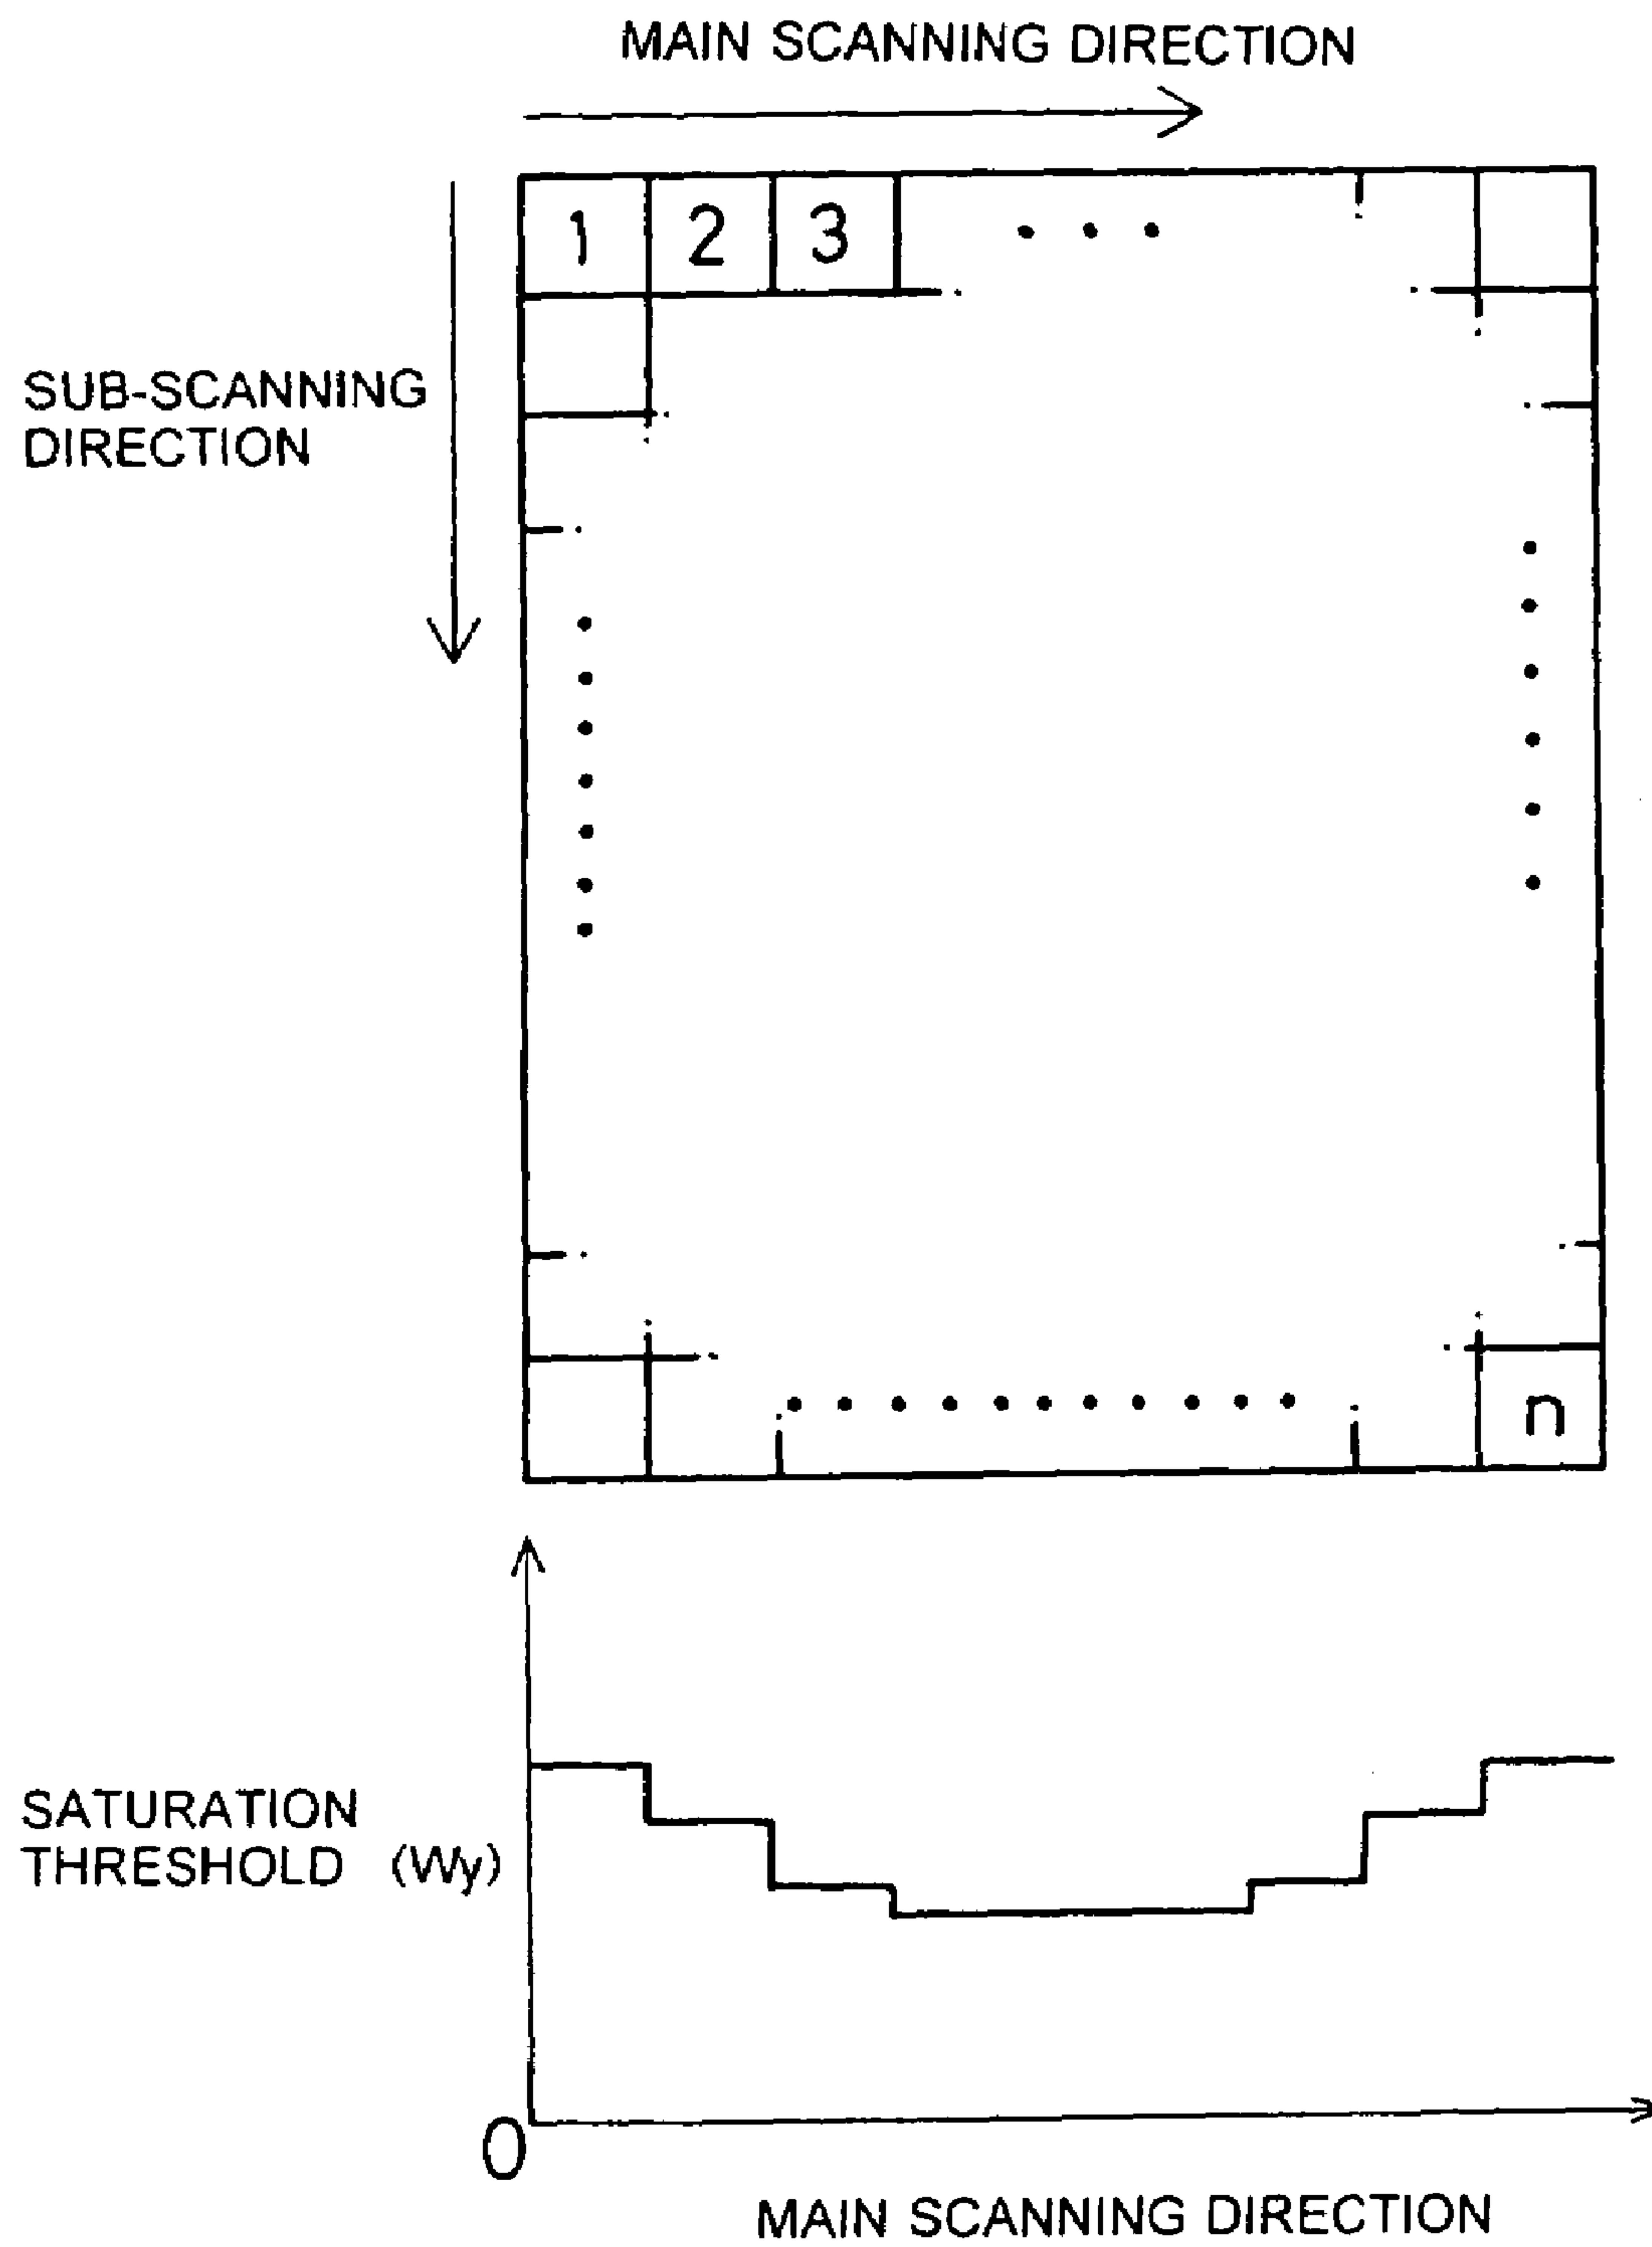 MAIN SCANNING DIRECTION
1 2 3
SUB-SCANNING
DIRECTION
n
SATURATION
THRESHOLD (Wy)
0
MAIN SCANNING DIRECTION